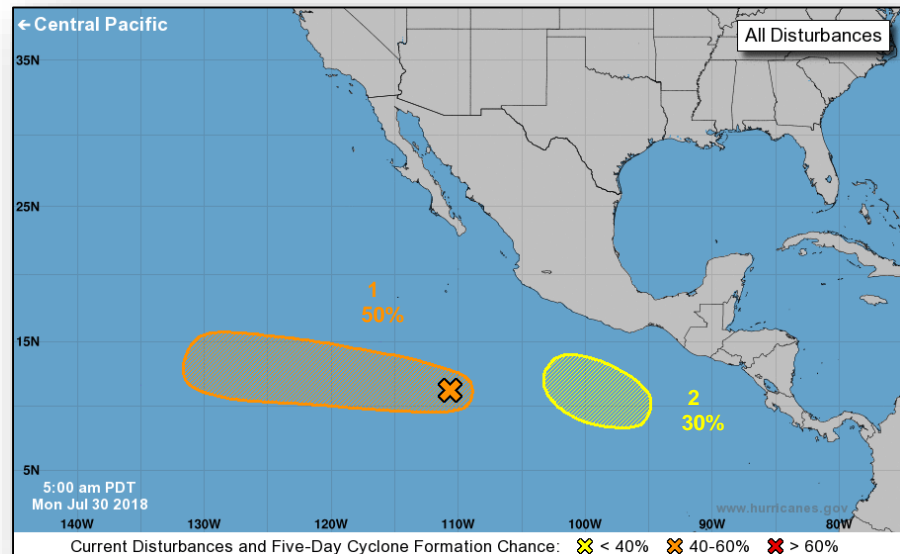 ← Central Pacific
All Disturbances
35N
25N
1
50%
15N
2
30%
5N
5:00 am PDT
Mon Jul 30 2018
www.hurricanes.gov
140W 130W 120W 110W 100W 90W 80W
Current Disturbances and Five-Day Cyclone Formation Chance: < 40% 40-60% > 60%